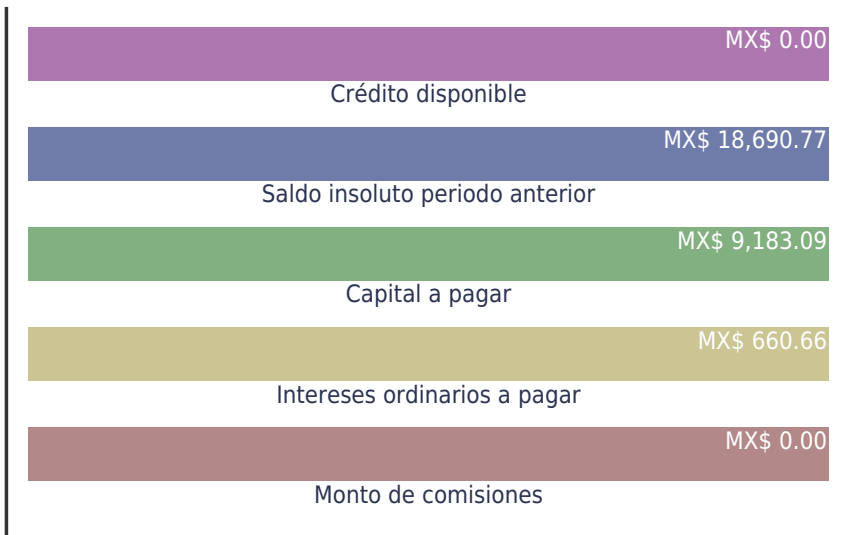 MX$ 0.00
Crédito disponible
MX$ 18,690.77
Saldo insoluto periodo anterior
MX$ 9,183.09
Capital a pagar
MX$ 660.66
Intereses ordinarios a pagar
MX$ 0.00
Monto de comisiones